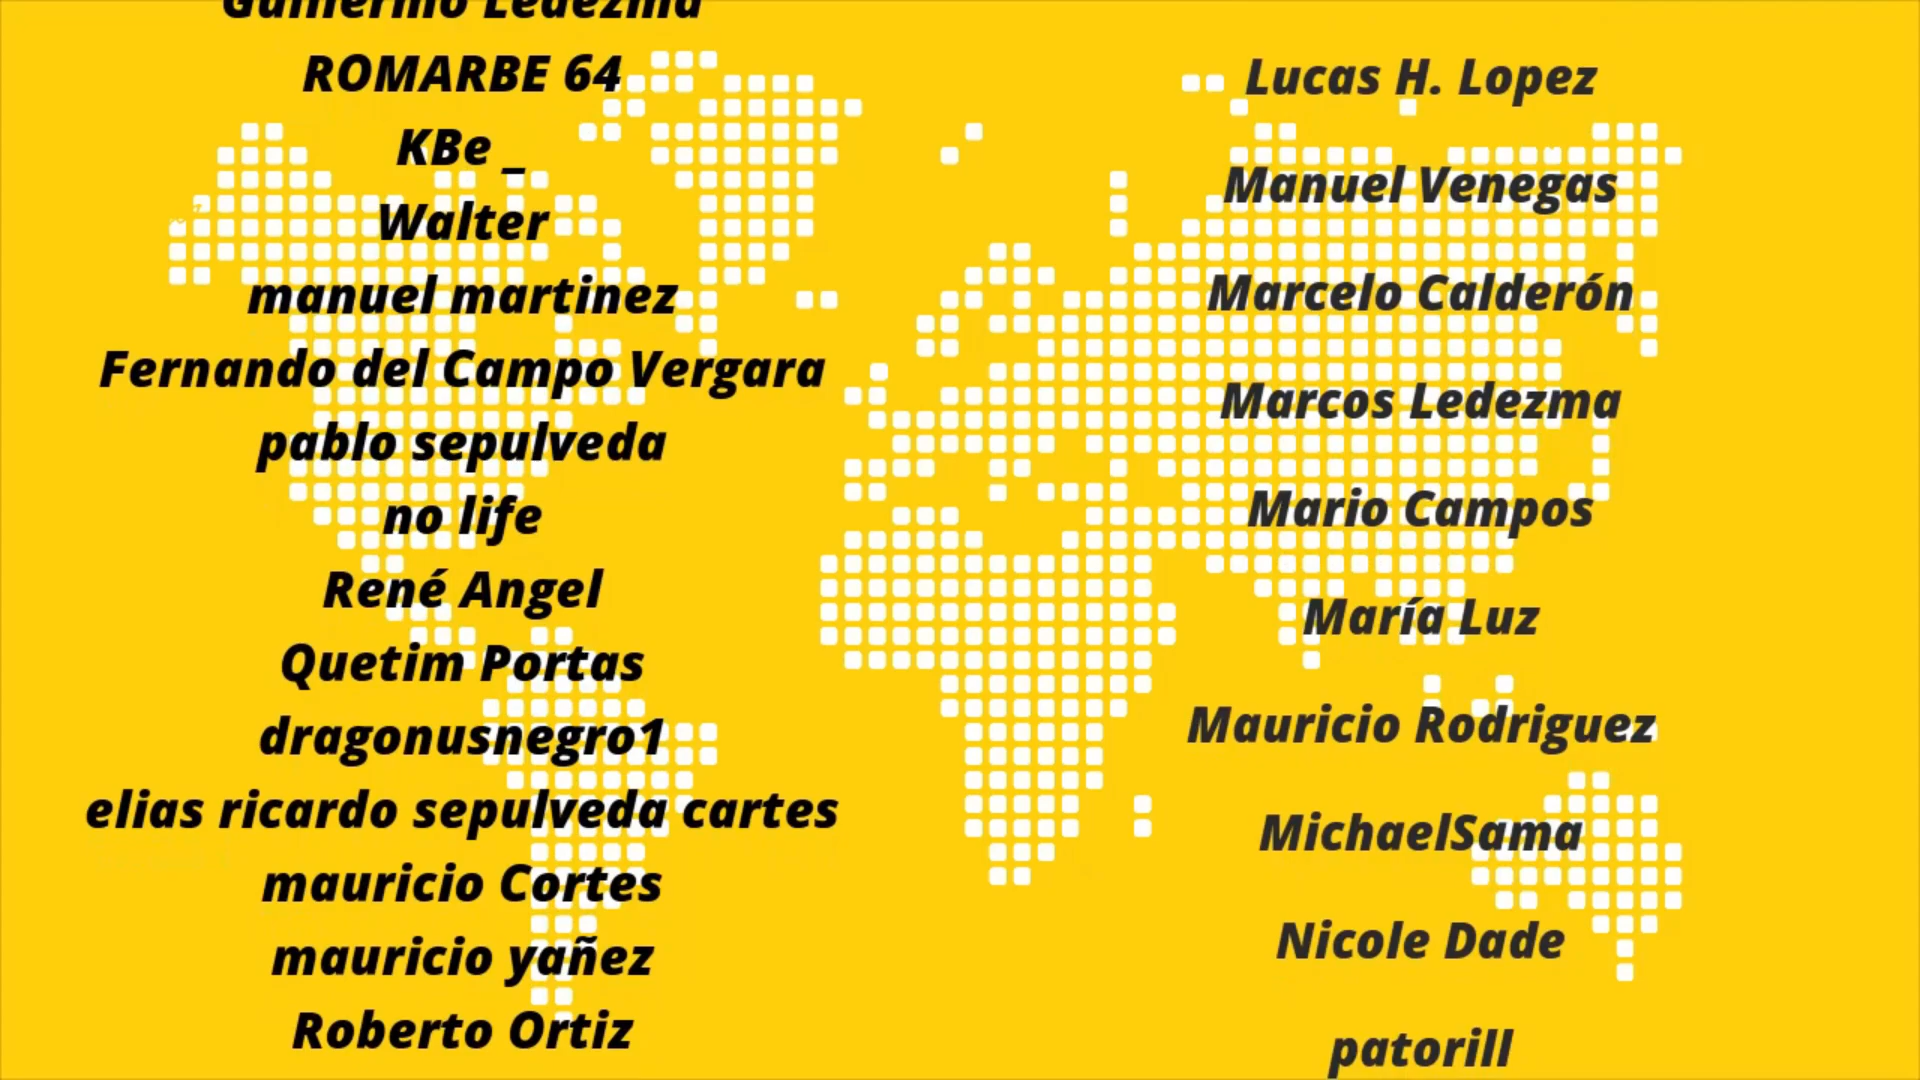 Guillermo Ledezma
ROMARBE 64
KBe _
Walter
manuel martinez
Fernando del Campo Vergara
pablo sepulveda
no life
René Angel
Quetim Portas
dragonusnegro1
elias ricardo sepulveda cartes
mauricio Cortes
mauricio yañez
Roberto Ortiz
Lucas H. Lopez
Manuel Venegas
Marcelo Calderón
Marcos Ledezma
Mario Campos
María Luz
Mauricio Rodriguez
MichaelSama
Nicole Dade
patorill